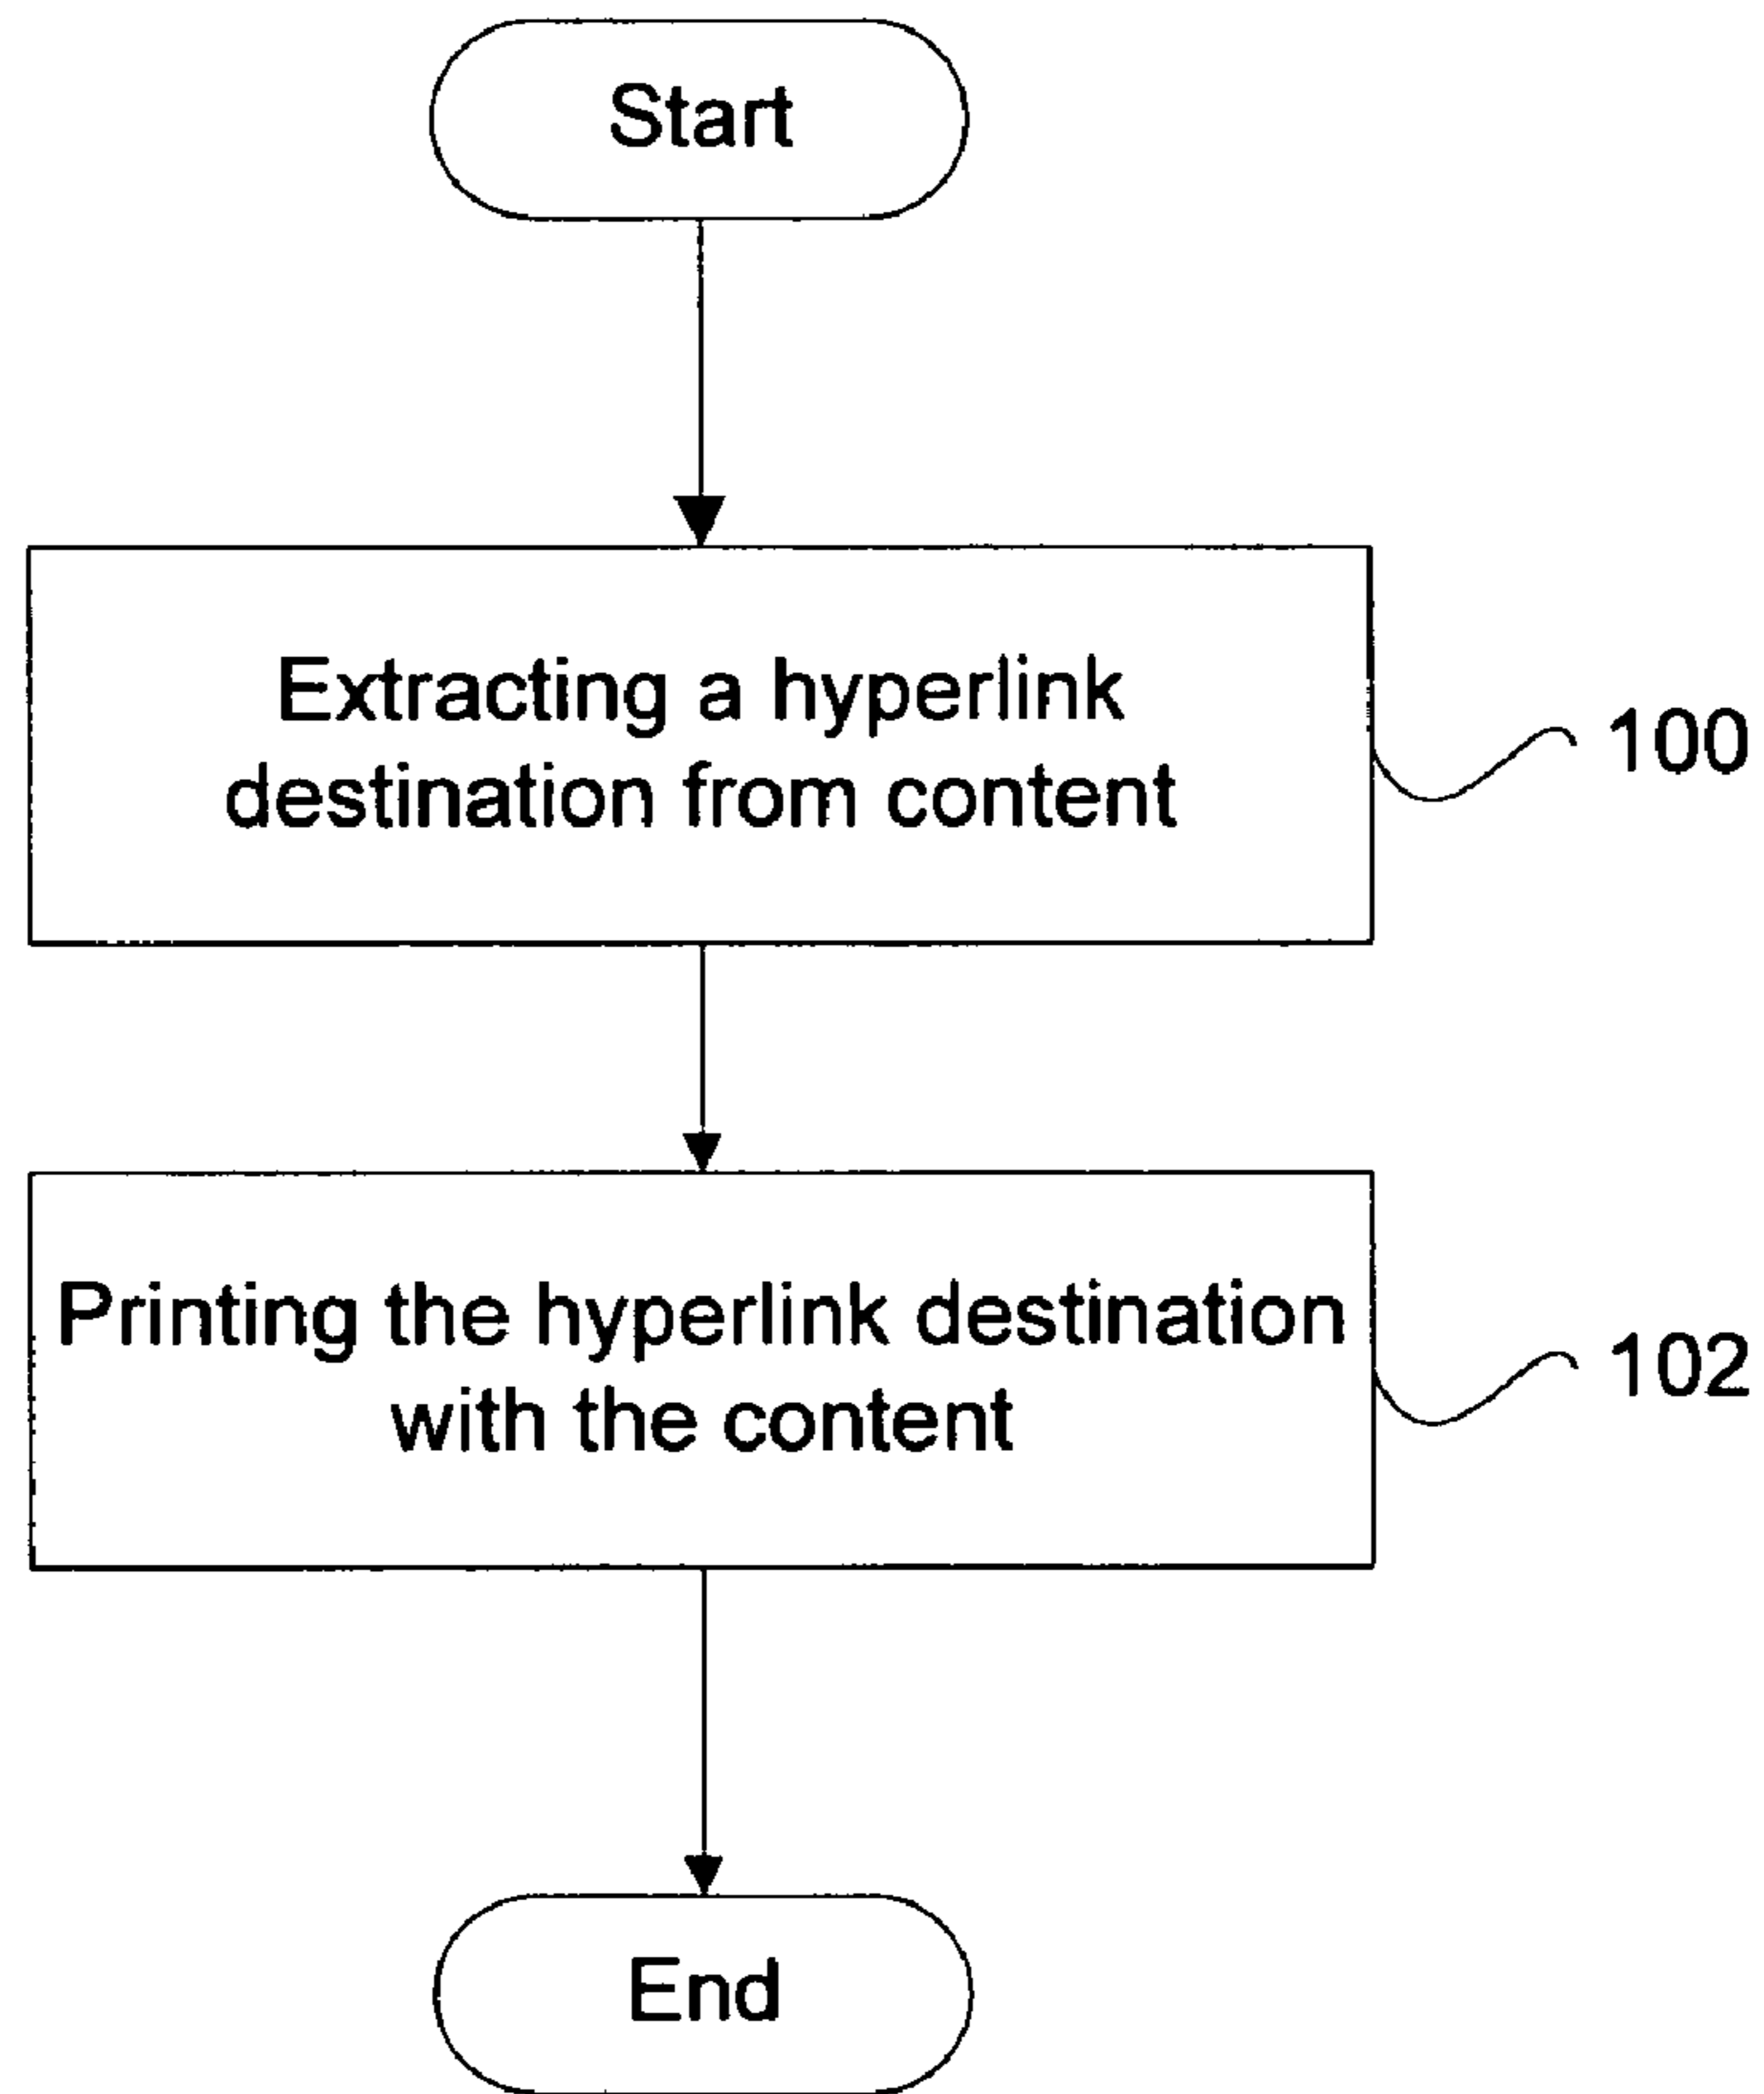 Start
Extracting a hyperlink
destination from content
100
Printing the hyperlink destination
with the content
102
End